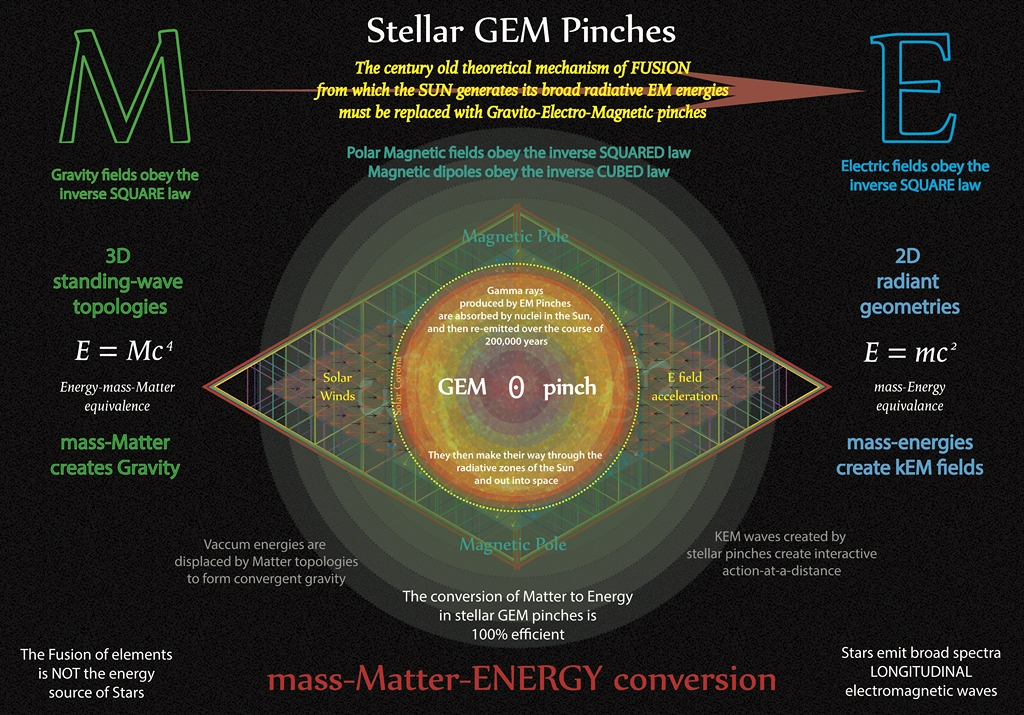 Stellar GEM Pinches
M
E
The century old theoretical mechanism of FUSION
from which the SUN generates its broad radiative EM energies
must be replaced with Gravito-Electro-Magnetic pinches
Polar Magnetic fields obey the inverse SQUARED law
Magnetic dipoles obey the inverse CUBED law
Gravity fields obey the
inverse SQUARE law
Electric fields obey the
inverse SQUARE law
3D
standing-wave
topologies
E = Mc⁴
Energy-mass-Matter
equivalence
mass-Matter
creates Gravity
Magnetic Pole
Gamma rays
produced by EM Pinches
are absorbed by nuclei in the Sun,
and then re-emitted over the course of
200,000 years
Solar
Winds
Solar Corona
GEM 0 pinch
E field
acceleration
They then make their way through the
radiative zones of the Sun
and out into space
Magnetic Pole
2D
radiant
geometries
E = mc²
mass-Energy
equivalance
mass-energies
create kEM fields
Vaccum energies are
displaced by Matter topologies
to form convergent gravity
KEM waves created by
stellar pinches create interactive
action-at-a-distance
The conversion of Matter to Energy
in stellar GEM pinches is
100% efficient
The Fusion of elements
is NOT the energy
source of Stars
mass-Matter-ENERGY conversion
Stars emit broad spectra
LONGITUDINAL
electromagnetic waves